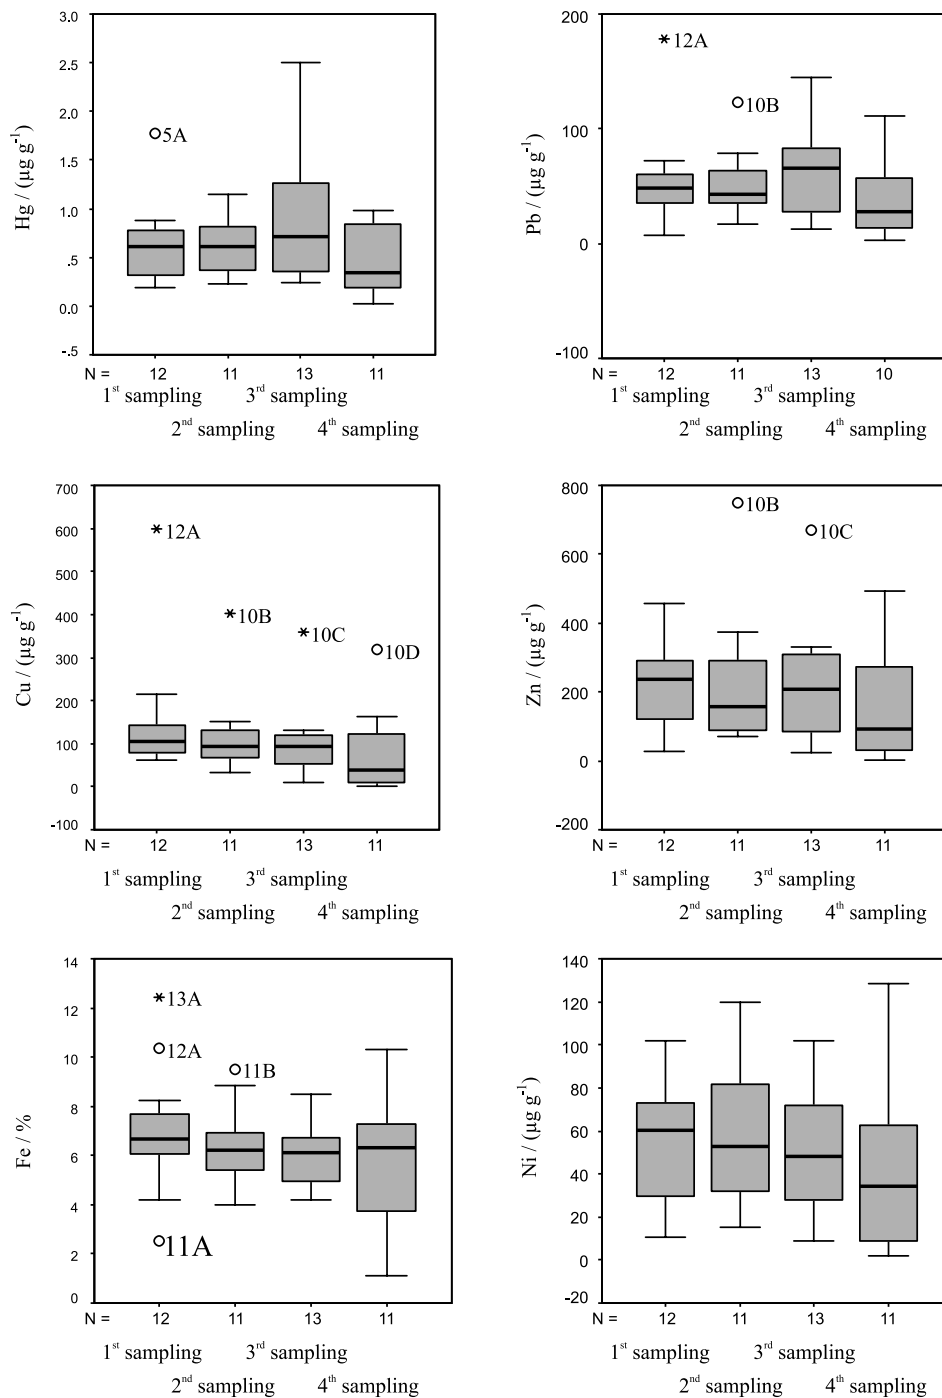 3.0
2.5
2.0
1.5
1.0
.5
0.0
-.5
Hg / (µg g⁻¹)
5A
N = 12 11 13 11
1st sampling 3rd sampling
2nd sampling 4th sampling
200
100
0
-100
Pb / (µg g⁻¹)
12A
10B
12 11 13 10
1st sampling 3rd sampling
2nd sampling 4th sampling
700
600
500
400
300
200
100
0
-100
Cu / (µg g⁻¹)
12A
10B
10C
10D
N = 12 11 13 11
1st sampling 3rd sampling
2nd sampling 4th sampling
800
600
400
200
0
-200
Zn / (µg g⁻¹)
10B
10C
N = 12 11 13 11
1st sampling 3rd sampling
2nd sampling 4th sampling
14
12
10
8
6
4
2
0
Fe / %
13A
12A
11B
11A
N = 12 11 13 11
1st sampling 3rd sampling
2nd sampling 4th sampling
140
120
100
80
60
40
20
0
-20
Ni / (µg g⁻¹)
N = 12 11 13 11
1st sampling 3rd sampling
2nd sampling 4th sampling